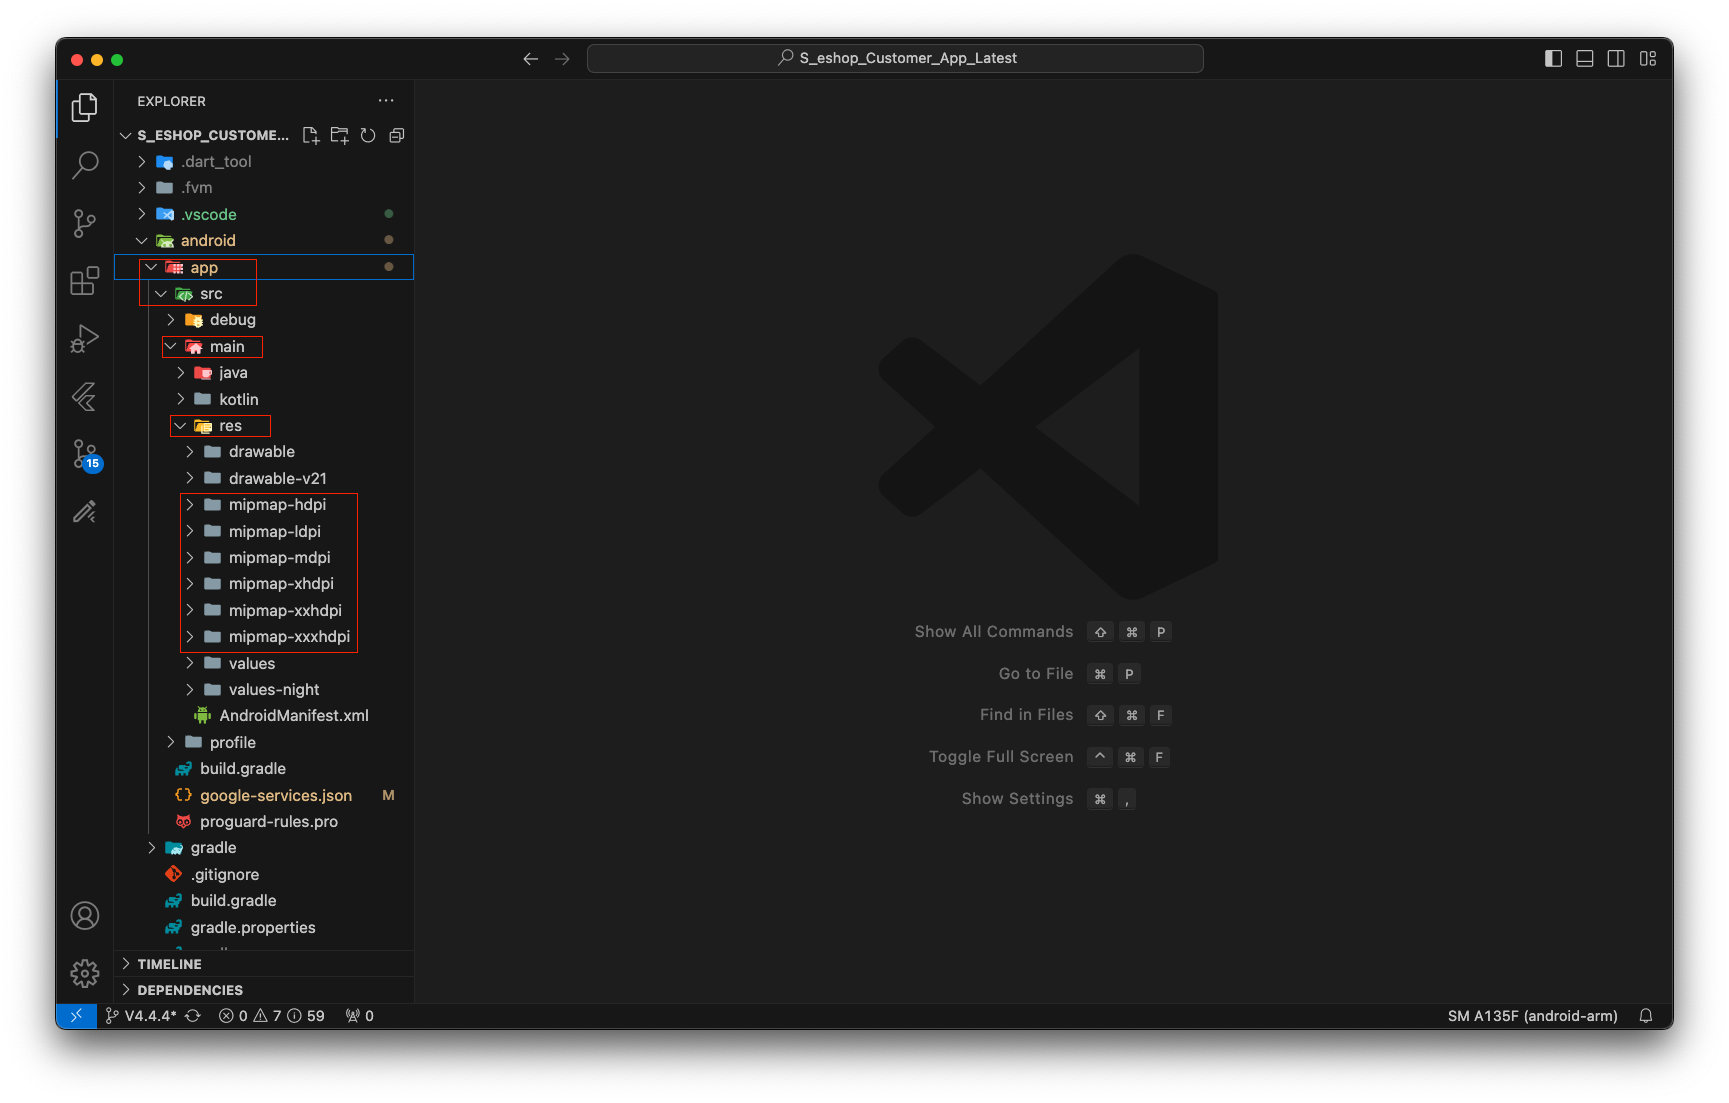 S_eshop_Customer_App_Latest
EXPLORER
S_ESHOP_CUSTOME...
.dart_tool
.fvm
.vscode
android
app
src
debug
main
java
kotlin
res
drawable
drawable-v21
mipmap-hdpi
mipmap-ldpi
mipmap-mdpi
mipmap-xhdpi
mipmap-xxhdpi
mipmap-xxxhdpi
values
values-night
AndroidManifest.xml
profile
build.gradle
google-services.json M
proguard-rules.pro
gradle
.gitignore
build.gradle
gradle.properties
TIMELINE
DEPENDENCIES
15
Show All Commands ⇧ ⌘ P
Go to File ⌘ P
Find in Files ⇧ ⌘ F
Toggle Full Screen ^ ⌘ F
Show Settings ⌘ ,
V4.4.4* 0 7 59 0 SM A135F (android-arm)